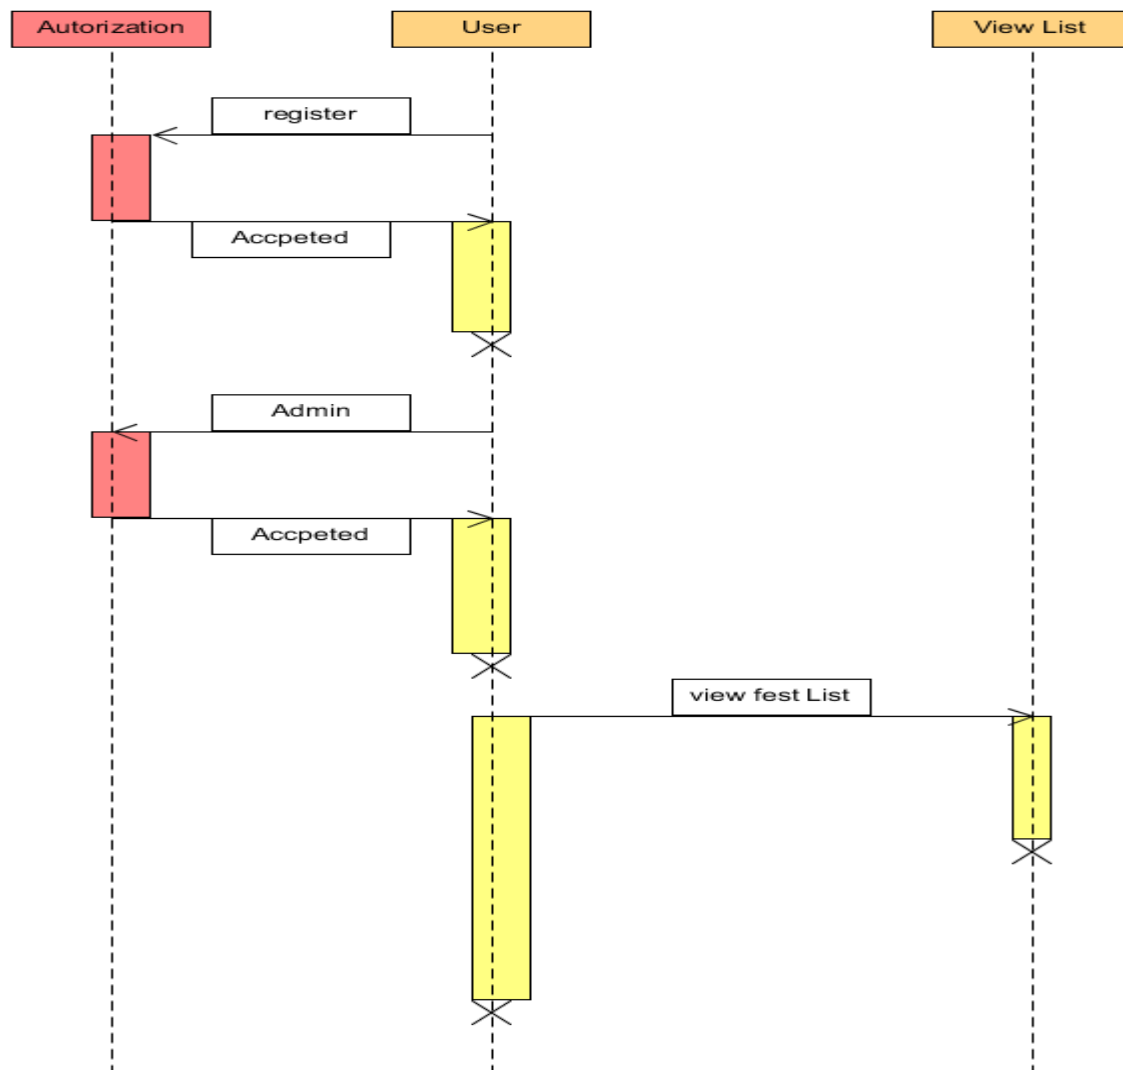 Autorization
User
View List
register
Accpeted
Admin
Accpeted
view fest List